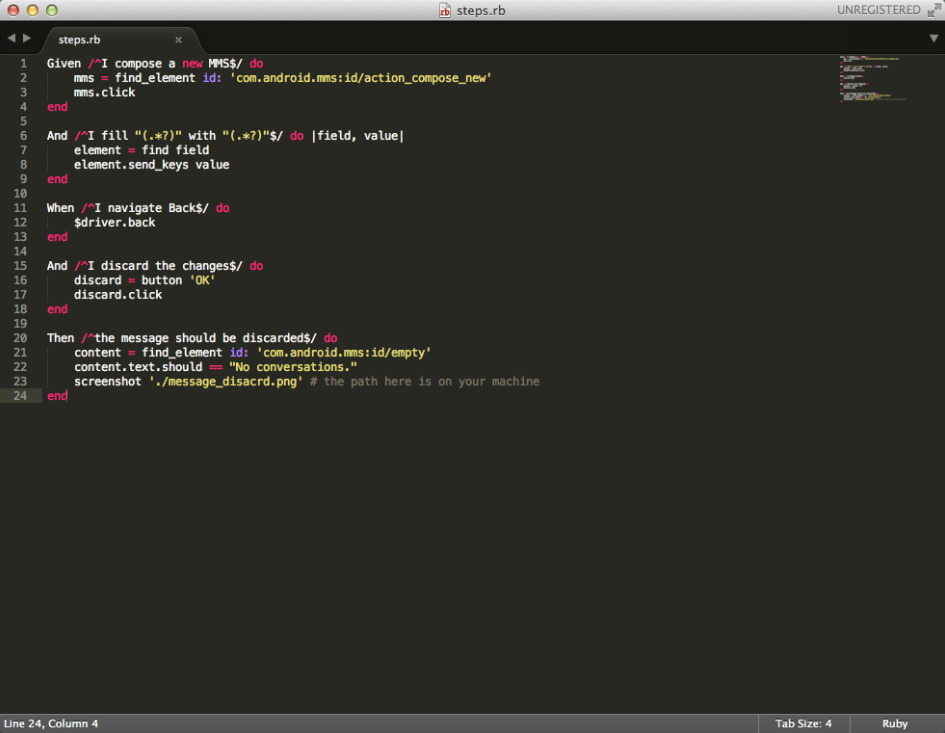 steps.rb
UNREGISTERED
steps.rb
1 Given /^I compose a new MMS$/ do
2     mms = find_element id: 'com.android.mms:id/action_compose_new'
3     mms.click
4 end
5
6 And /^I fill "(.*?)" with "(.*?)"$/ do |field, value|
7     element = find field
8     element.send_keys value
9 end
10
11 When /^I navigate Back$/ do
12     $driver.back
13 end
14
15 And /^I discard the changes$/ do
16     discard = button 'OK'
17     discard.click
18 end
19
20 Then /^the message should be discarded$/ do
21     content = find_element id: 'com.android.mms:id/empty'
22     content.text.should == "No conversations."
23     screenshot './message_disacrd.png' # the path here is on your machine
24 end
Line 24, Column 4
Tab Size: 4
Ruby